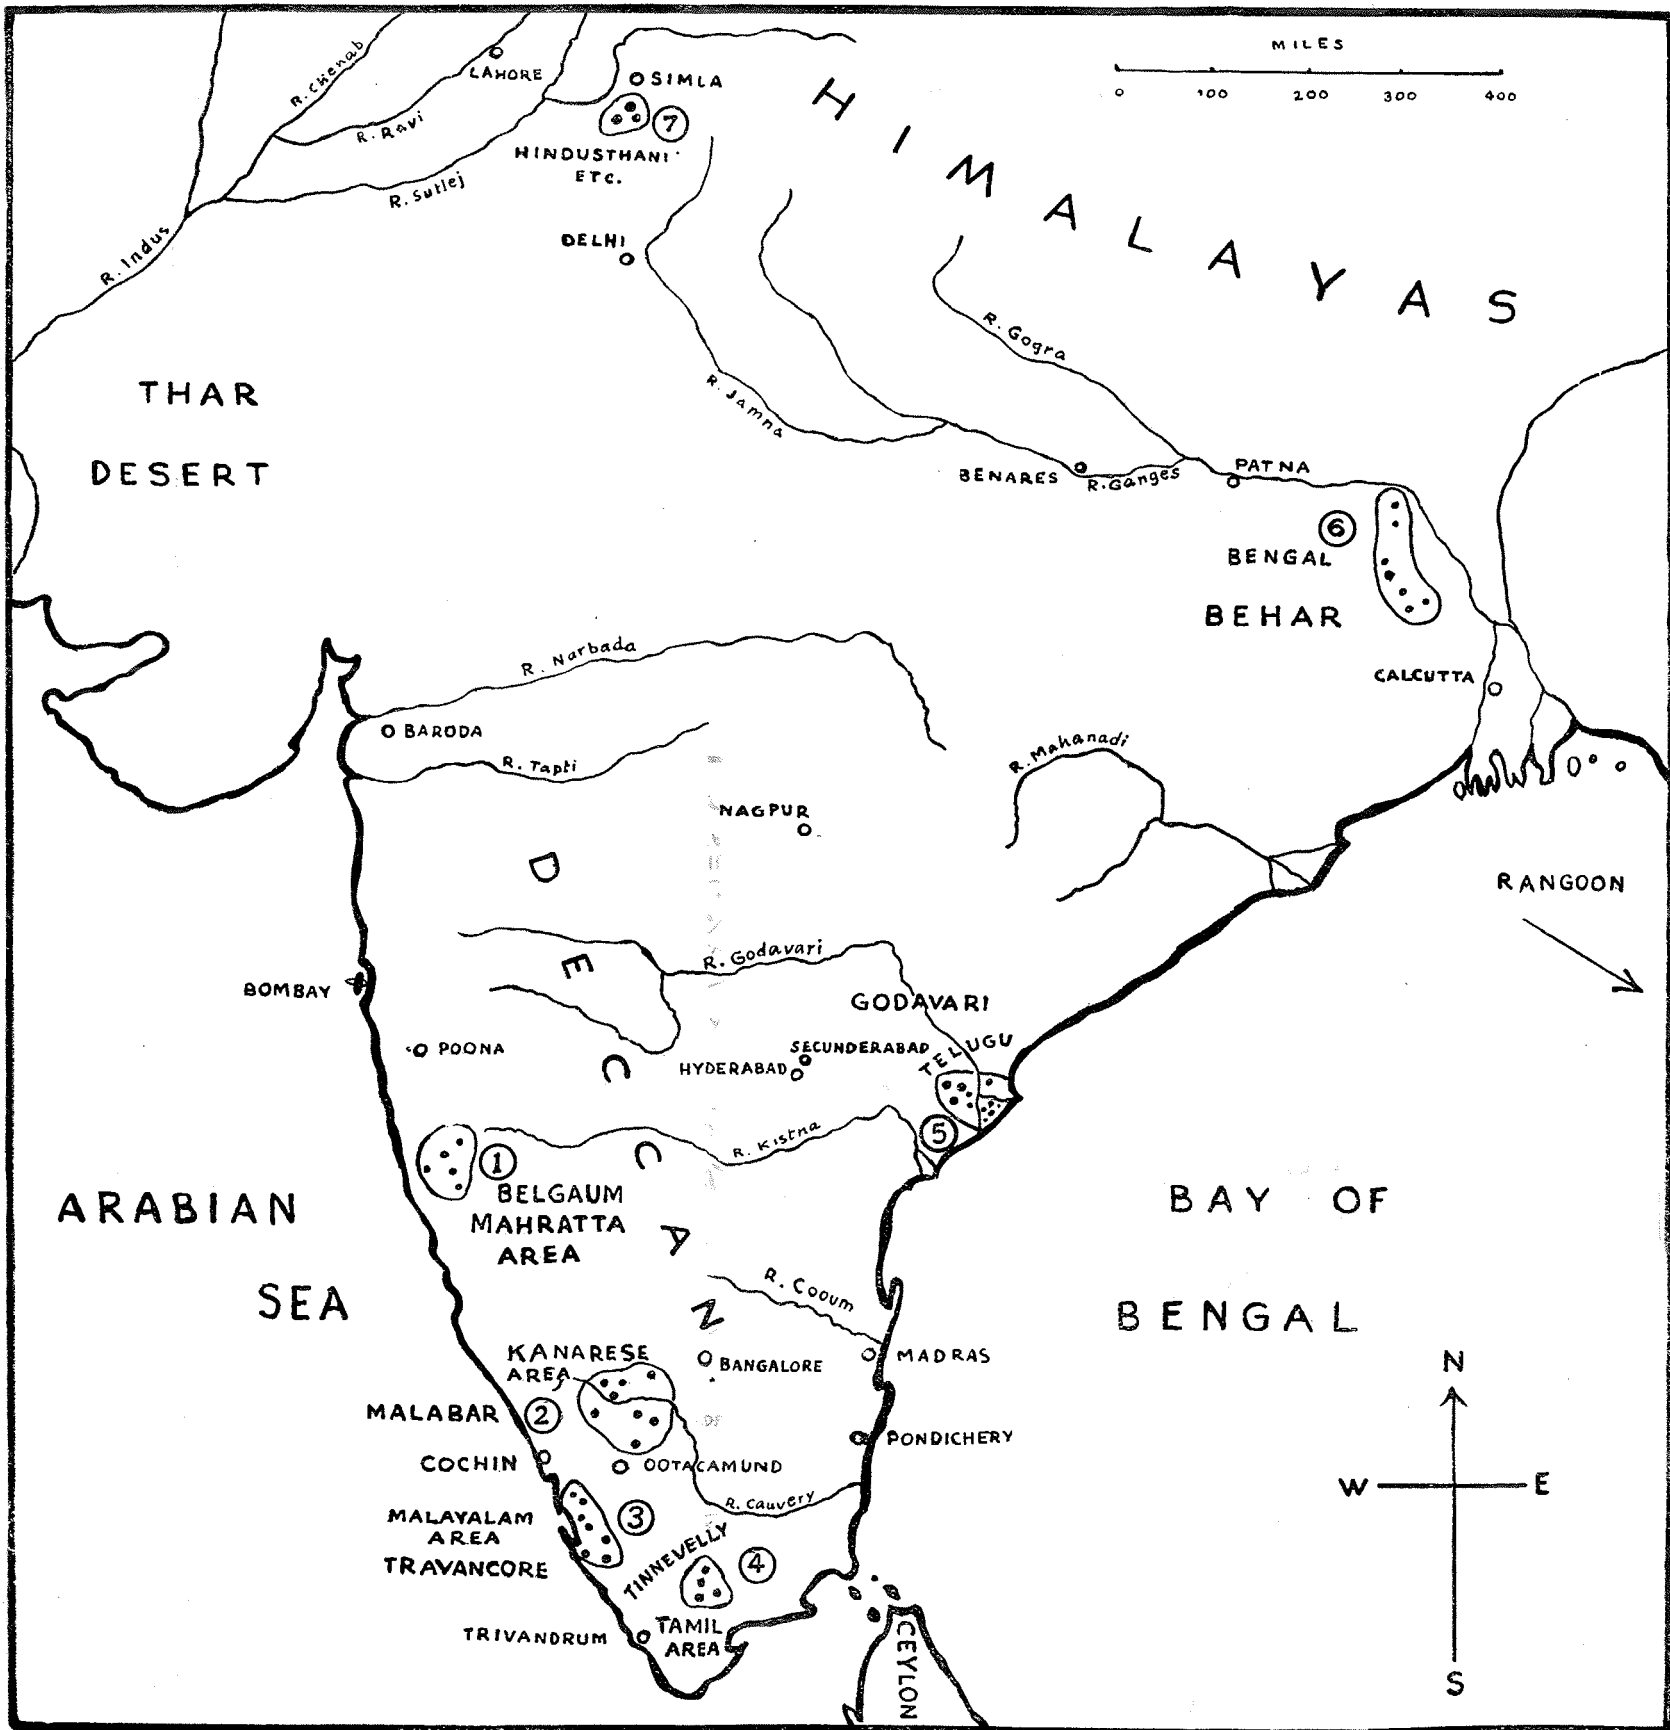 MILES
0 100 200 300 400
R. Chenab
LAHORE
R. Ravi
SIMLA
7
HINDUSTHANI
ETC.
R. Sutlej
R. Indus
HIMALAYAS
DELHI
R. Gogra
THAR
DESERT
R. Jamna
BENARES
R. Ganges
PATNA
6
BENGAL
BEHAR
CALCUTTA
R. Narbada
BARODA
R. Tapti
R. Mahanadi
NAGPUR
RANGOON
DECCAN
R. Godavari
BOMBAY
GODAVARI
POONA
SECUNDERABAD
HYDERABAD
TELUGU
5
R. Kistna
1
BELGAUM
MAHRATTA
AREA
ARABIAN
SEA
BAY OF
BENGAL
R. Cooum
KANARESE
AREA
BANGALORE
MADRAS
MALABAR
2
COCHIN
OOTACAMUND
PONDICHERY
R. Cauvery
N
W
E
S
MALAYALAM
AREA
TRAVANCORE
3
TINNEVELLY
4
TRIVANDRUM
TAMIL
AREA
CEYLON